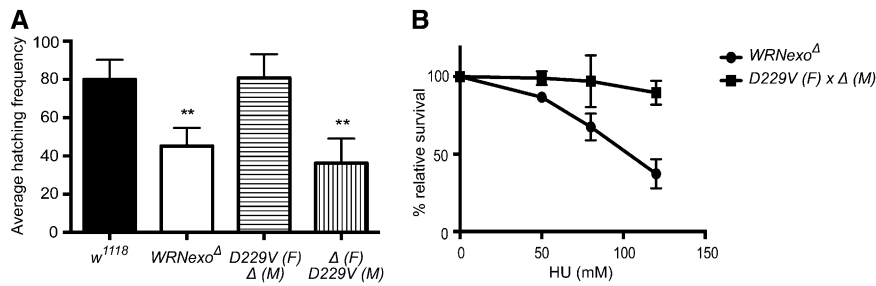 A
Average hatching frequency
100
80
60
40
20
0
**
**
w1118
WRNexoΔ
D229V (F)
Δ (M)
Δ (F)
D229V (M)
B
% relative survival
100
50
0
0
50
100
150
HU (mM)
WRNexoΔ
D229V (F) x Δ (M)